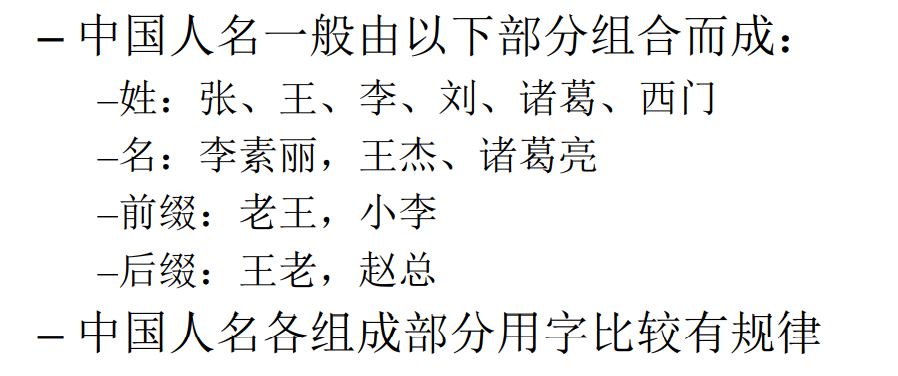 – 中国人名一般由以下部分组合而成：
–姓：张、王、李、刘、诸葛、西门
–名：李素丽，王杰、诸葛亮
–前缀：老王，小李
–后缀：王老，赵总
– 中国人名各组成部分用字比较有规律